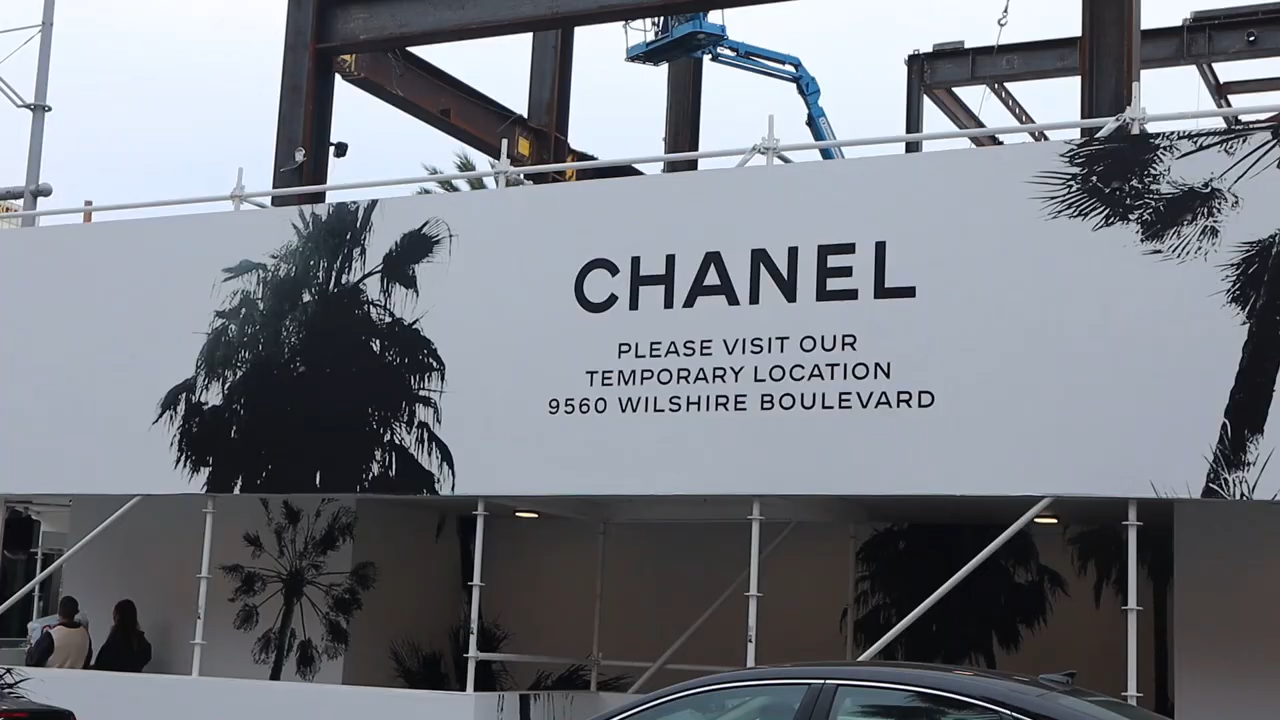 CHANEL
PLEASE VISIT OUR
TEMPORARY LOCATION
9560 WILSHIRE BOULEVARD